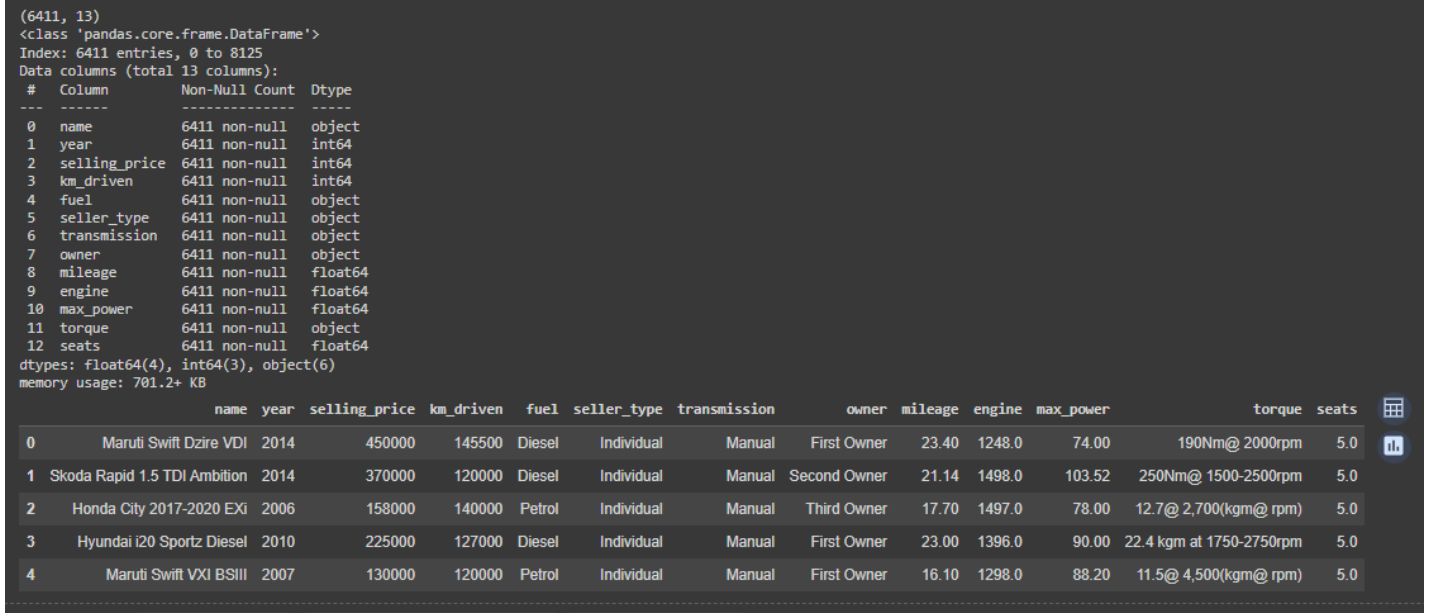 (6411, 13)
<class 'pandas.core.frame.DataFrame'>
Index: 6411 entries, 0 to 8125
Data columns (total 13 columns):
#   Column         Non-Null Count  Dtype
---  ------         --------------  -----
0   name           6411 non-null   object
1   year           6411 non-null   int64
2   selling_price  6411 non-null   int64
3   km_driven      6411 non-null   int64
4   fuel           6411 non-null   object
5   seller_type    6411 non-null   object
6   transmission   6411 non-null   object
7   owner          6411 non-null   object
8   mileage        6411 non-null   float64
9   engine         6411 non-null   float64
10  max_power      6411 non-null   float64
11  torque         6411 non-null   object
12  seats          6411 non-null   float64
dtypes: float64(4), int64(3), object(6)
memory usage: 701.2+ KB
name year selling_price km_driven fuel seller_type transmission owner mileage engine max_power torque seats
0 Maruti Swift Dzire VDI 2014 450000 145500 Diesel Individual Manual First Owner 23.40 1248.0 74.00 190Nm@ 2000rpm 5.0
1 Skoda Rapid 1.5 TDI Ambition 2014 370000 120000 Diesel Individual Manual Second Owner 21.14 1498.0 103.52 250Nm@ 1500-2500rpm 5.0
2 Honda City 2017-2020 EXi 2006 158000 140000 Petrol Individual Manual Third Owner 17.70 1497.0 78.00 12.7@ 2,700(kgm@ rpm) 5.0
3 Hyundai i20 Sportz Diesel 2010 225000 127000 Diesel Individual Manual First Owner 23.00 1396.0 90.00 22.4 kgm at 1750-2750rpm 5.0
4 Maruti Swift VXI BSIII 2007 130000 120000 Petrol Individual Manual First Owner 16.10 1298.0 88.20 11.5@ 4,500(kgm@ rpm) 5.0